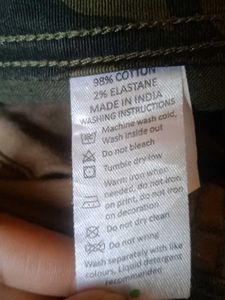 98% COTTON
2% ELASTANE
MADE IN INDIA
WASHING INSTRUCTIONS
Machine wash cold,
Wash inside out
Do not bleach
Tumble dry low
Warm iron when
needed, do not iron
on print, do not iron
on decoration
Do not dry clean
Do not wring
Wash separately with like
colours, Liquid detergent
recommended